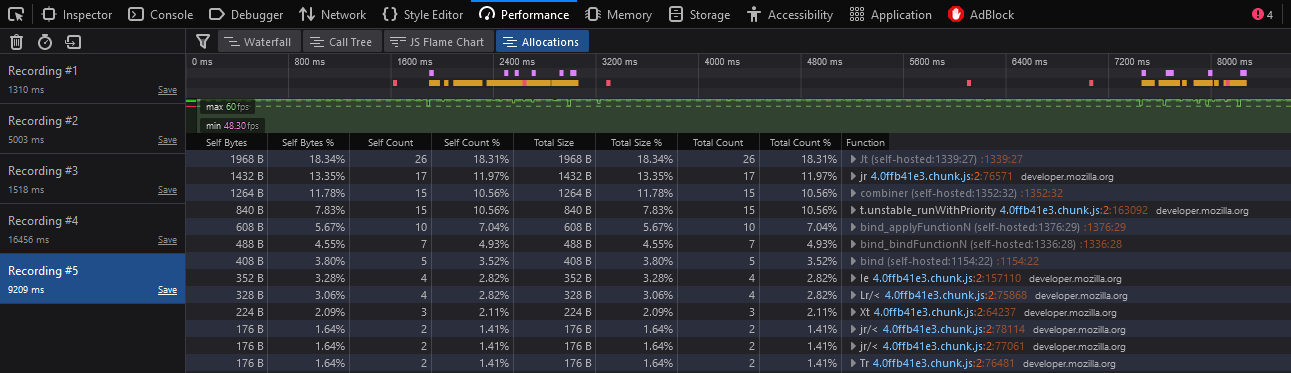 Inspector Console Debugger Network Style Editor Performance Memory Storage Accessibility Application AdBlock 4
Waterfall Call Tree JS Flame Chart Allocations
Recording #1
1310 ms Save
Recording #2
5003 ms Save
Recording #3
1518 ms Save
Recording #4
16456 ms Save
Recording #5
9209 ms Save
0 ms 800 ms 1600 ms 2400 ms 3200 ms 4000 ms 4800 ms 5600 ms 6400 ms 7200 ms 8000 ms
max 60 fps
min 48.30 fps
Self Bytes Self Bytes % Self Count Self Count % Total Size Total Size % Total Count Total Count % Function
1968 B 18.34% 26 18.31% 1968 B 18.34% 26 18.31% Jt (self-hosted:1339:27) :1339:27
1432 B 13.35% 17 11.97% 1432 B 13.35% 17 11.97% jr 4.0ffb41e3.chunk.js:2:76571 developer.mozilla.org
1264 B 11.78% 15 10.56% 1264 B 11.78% 15 10.56% combiner (self-hosted:1352:32) :1352:32
840 B 7.83% 15 10.56% 840 B 7.83% 15 10.56% t.unstable_runWithPriority 4.0ffb41e3.chunk.js:2:163092 developer.mozilla.org
608 B 5.67% 10 7.04% 608 B 5.67% 10 7.04% bind_applyFunctionN (self-hosted:1376:29) :1376:29
488 B 4.55% 7 4.93% 488 B 4.55% 7 4.93% bind_bindFunctionN (self-hosted:1336:28) :1336:28
408 B 3.80% 5 3.52% 408 B 3.80% 5 3.52% bind (self-hosted:1154:22) :1154:22
352 B 3.28% 4 2.82% 352 B 3.28% 4 2.82% le 4.0ffb41e3.chunk.js:2:157110 developer.mozilla.org
328 B 3.06% 4 2.82% 328 B 3.06% 4 2.82% Lr/< 4.0ffb41e3.chunk.js:2:75868 developer.mozilla.org
224 B 2.09% 3 2.11% 224 B 2.09% 3 2.11% Xt 4.0ffb41e3.chunk.js:2:64237 developer.mozilla.org
176 B 1.64% 2 1.41% 176 B 1.64% 2 1.41% jr/< 4.0ffb41e3.chunk.js:2:78114 developer.mozilla.org
176 B 1.64% 2 1.41% 176 B 1.64% 2 1.41% jr/< 4.0ffb41e3.chunk.js:2:77061 developer.mozilla.org
176 B 1.64% 2 1.41% 176 B 1.64% 2 1.41% Tr 4.0ffb41e3.chunk.js:2:76481 developer.mozilla.org